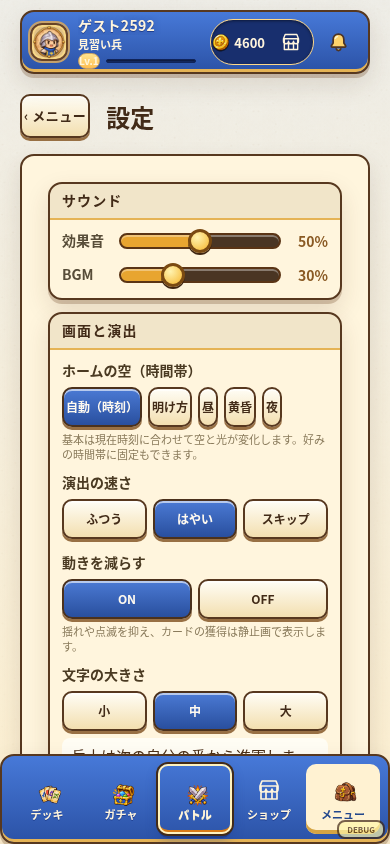 ゲスト2592
見習い兵
Lv.1
4600
‹ メニュー
設定
サウンド
効果音
50%
BGM
30%
画面と演出
ホームの空（時間帯）
自動（時刻） 明け方 昼 黄昏 夜
基本は現在時刻に合わせて空と光が変化します。好み
の時間帯に固定もできます。
演出の速さ
ふつう はやい スキップ
動きを減らす
ON OFF
揺れや点滅を抑え、カードの獲得は静止画で表示しま
す。
文字の大きさ
小 中 大
デッキ ガチャ バトル ショップ メニュー
DEBUG